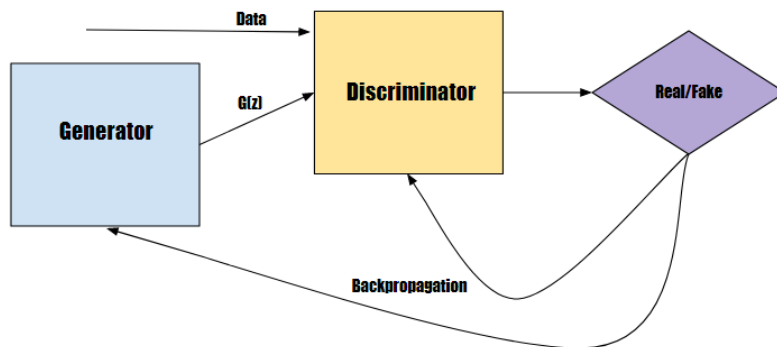 Data
G(z)
Generator
Discriminator
Real/Fake
Backpropagation